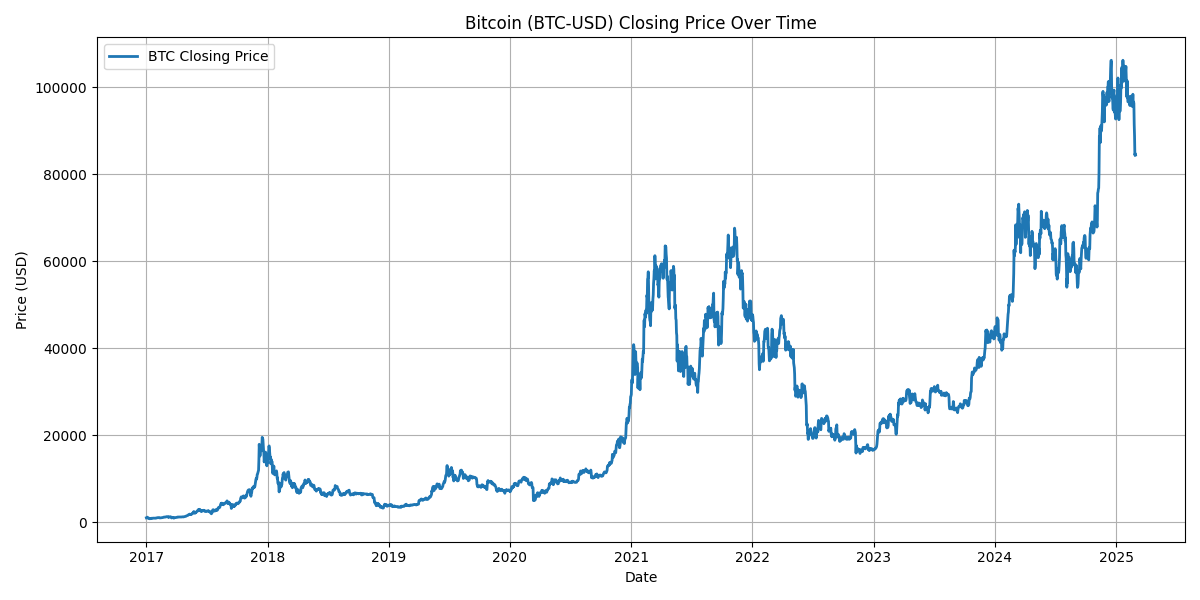 Bitcoin (BTC-USD) Closing Price Over Time
BTC Closing Price
Price (USD)
100000
80000
60000
40000
20000
0
2017 2018 2019 2020 2021 2022 2023 2024 2025
Date